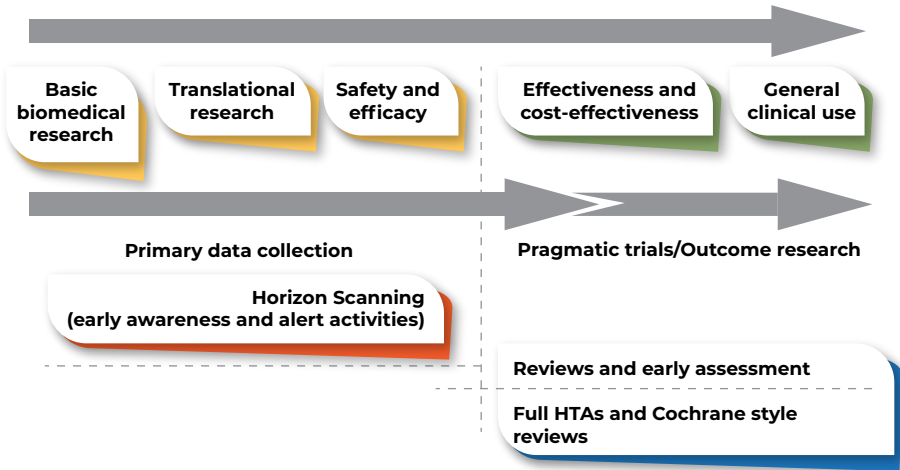 Basic
biomedical
research
Translational
research
Safety and
efficacy
Effectiveness and
cost-effectiveness
General
clinical use
Primary data collection
Pragmatic trials/Outcome research
Horizon Scanning
(early awareness and alert activities)
Reviews and early assessment
Full HTAs and Cochrane style
reviews